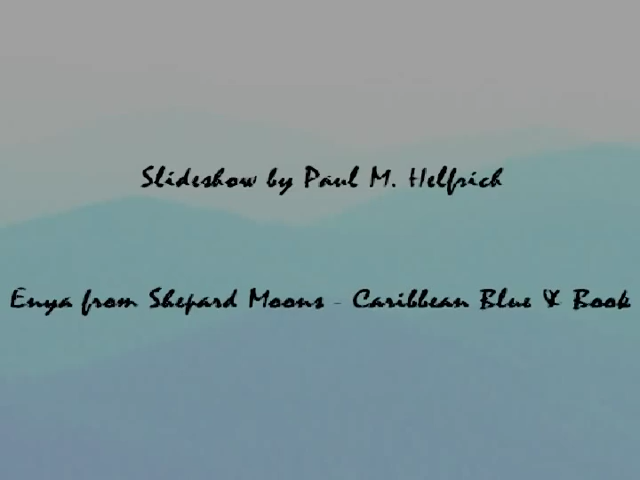 Slideshow by Paul M. Helfrich
Enya from Shepard Moons - Caribbean Blue & Book